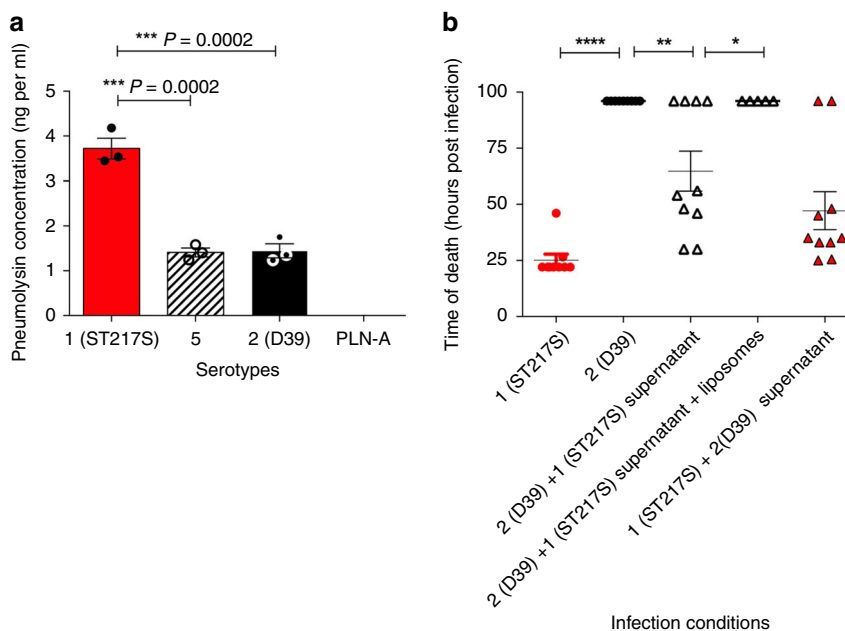 a
*** P = 0.0002
*** P = 0.0002
Pneumolysin concentration (ng per ml)
5
4
3
2
1
0
1 (ST217S)
5
2 (D39)
PLN-A
Serotypes
b
****
**
*
Time of death (hours post infection)
100
75
50
25
0
1 (ST217S)
2 (D39)
2 (D39) +1 (ST217S) supernatant
2 (D39) +1 (ST217S) supernatant + liposomes
1 (ST217S) + 2(D39) supernatant
Infection conditions